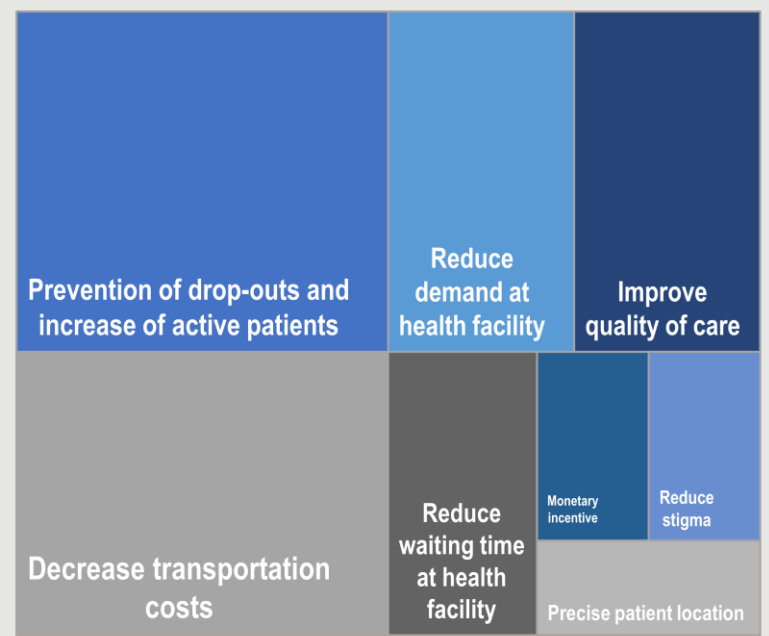 Prevention of drop-outs and
increase of active patients
Reduce
demand at
health facility
Improve
quality of care
Decrease transportation
costs
Reduce
waiting time
at health
facility
Monetary
incentive
Reduce
stigma
Precise patient location